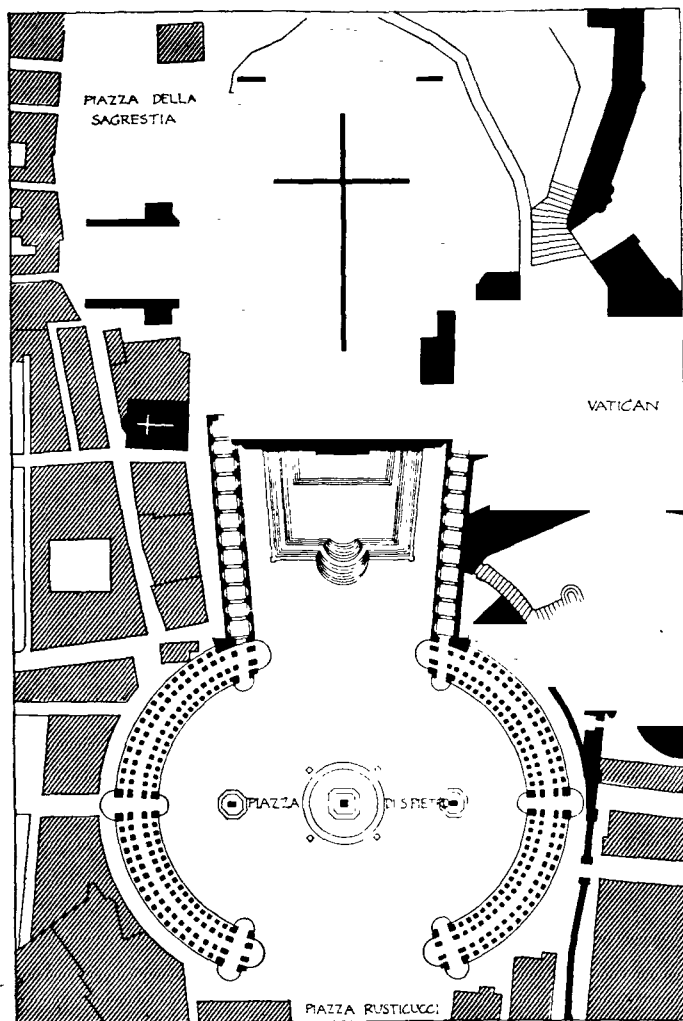 PIAZZA DELLA
SAGRESTIA
VATICAN
PIAZZA DI S PIETRO
PIAZZA RUSTICUCCI